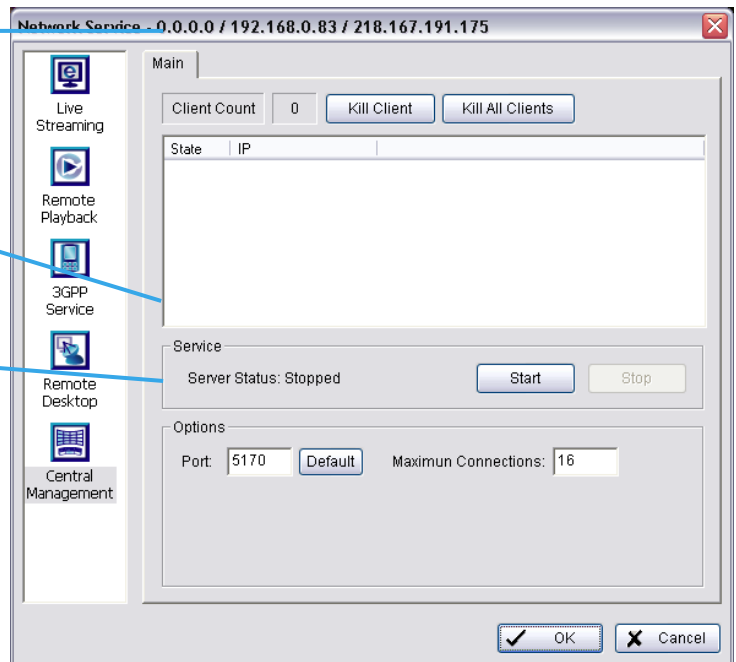 Network Service - 0.0.0.0 / 192.168.0.83 / 218.167.191.175
Live
Streaming
Remote
Playback
3GPP
Service
Remote
Desktop
Central
Management
Main
Client Count 0 Kill Client Kill All Clients
State IP
Service
Server Status: Stopped Start Stop
Options
Port: 5170 Default Maximun Connections: 16
OK Cancel